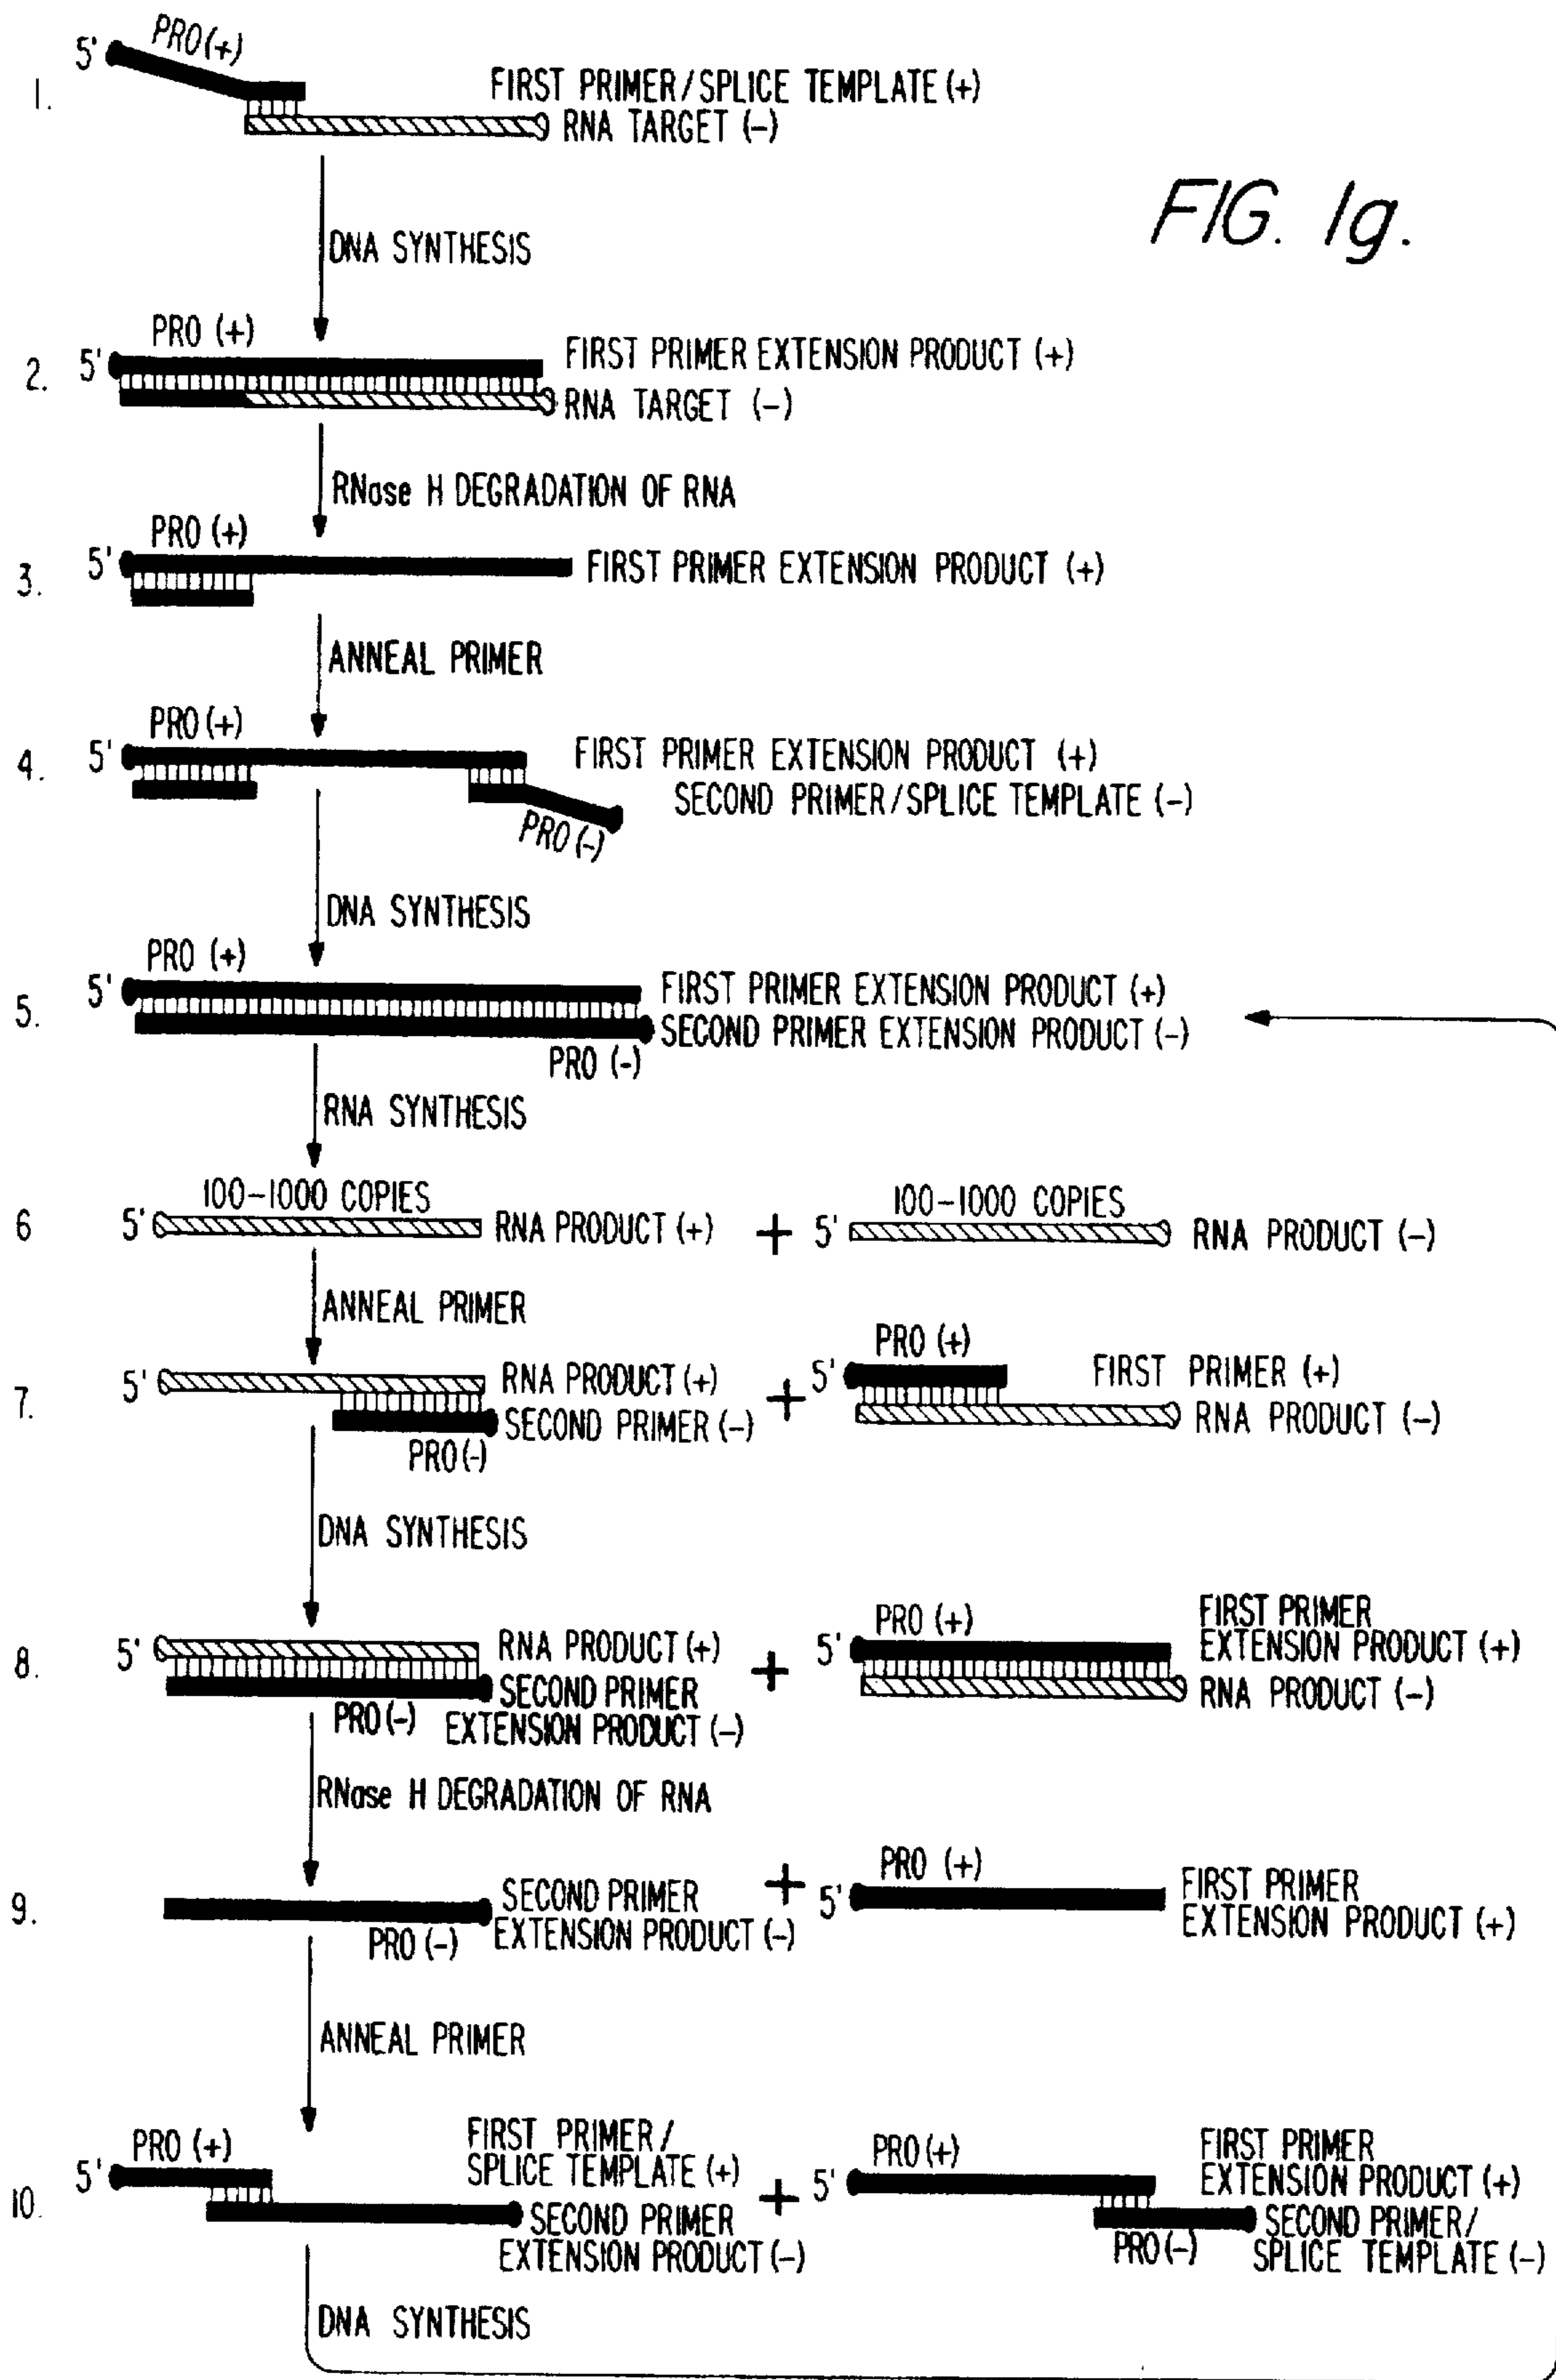 FIG. 1g.
1.
5'
PRO (+)
FIRST PRIMER/SPLICE TEMPLATE (+)
RNA TARGET (-)
DNA SYNTHESIS
2.
5'
PRO (+)
FIRST PRIMER EXTENSION PRODUCT (+)
RNA TARGET (-)
RNase H DEGRADATION OF RNA
3.
5'
PRO (+)
FIRST PRIMER EXTENSION PRODUCT (+)
ANNEAL PRIMER
4.
5'
PRO (+)
FIRST PRIMER EXTENSION PRODUCT (+)
SECOND PRIMER/SPLICE TEMPLATE (-)
PRO (-)
DNA SYNTHESIS
5.
5'
PRO (+)
FIRST PRIMER EXTENSION PRODUCT (+)
SECOND PRIMER EXTENSION PRODUCT (-)
PRO (-)
RNA SYNTHESIS
6
5'
100-1000 COPIES
RNA PRODUCT (+)
+
5'
100-1000 COPIES
RNA PRODUCT (-)
ANNEAL PRIMER
7.
5'
RNA PRODUCT (+)
SECOND PRIMER (-)
PRO (-)
+
5'
PRO (+)
FIRST PRIMER (+)
RNA PRODUCT (-)
DNA SYNTHESIS
8.
5'
RNA PRODUCT (+)
SECOND PRIMER
EXTENSION PRODUCT (-)
PRO (-)
+
5'
PRO (+)
FIRST PRIMER
EXTENSION PRODUCT (+)
RNA PRODUCT (-)
RNase H DEGRADATION OF RNA
9.
SECOND PRIMER
EXTENSION PRODUCT (-)
PRO (-)
+
5'
PRO (+)
FIRST PRIMER
EXTENSION PRODUCT (+)
ANNEAL PRIMER
10.
5'
PRO (+)
FIRST PRIMER/
SPLICE TEMPLATE (+)
SECOND PRIMER
EXTENSION PRODUCT (-)
+
5'
PRO (+)
FIRST PRIMER
EXTENSION PRODUCT (+)
SECOND PRIMER/
SPLICE TEMPLATE (-)
PRO (-)
DNA SYNTHESIS